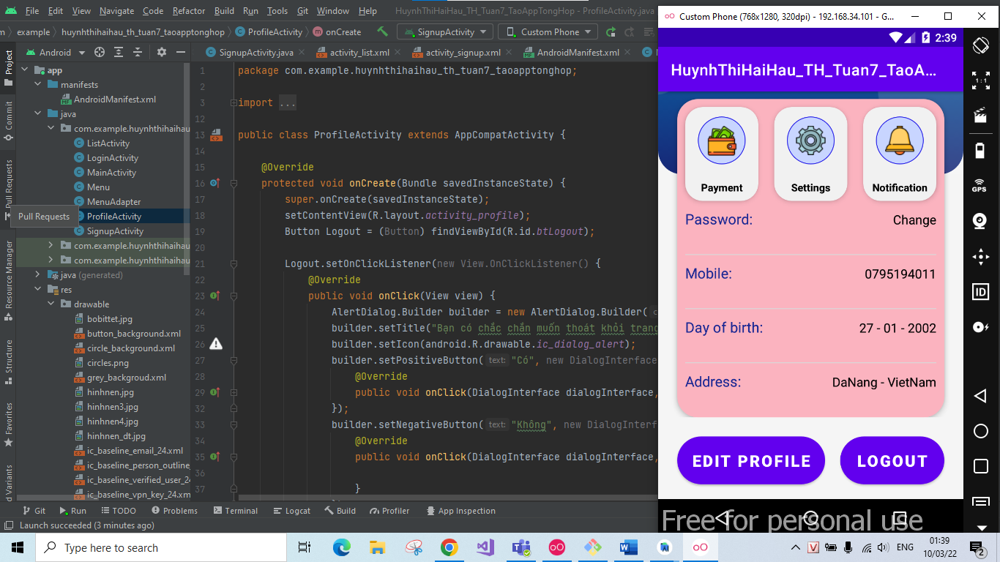 File Edit View Navigate Code Refactor Build Run Tools Git Window Help HuynhThiHaiHau_TH_Tuan7_TaoAppTongHop - ProfileActivity.java
example huynhthihaihau_th_tuan7_taoapptonghop ProfileActivity onCreate SignupActivity Custom Phone
Android SignupActivity.java activity_list.xml activity_signup.xml AndroidManifest.xml
Project
Commit
Pull Requests
Resource Manager
Structure
Favorites
Variants
app
manifests
AndroidManifest.xml
java
com.example.huynhthihaihau
ListActivity
LoginActivity
MainActivity
Menu
MenuAdapter
ProfileActivity
SignupActivity
com.example.huynhthihaihau
com.example.huynhthihaihau
java (generated)
res
drawable
bobittet.jpg
button_background.xml
circle_background.xml
circles.png
grey_backgroud.xml
hinhnen.jpg
hinhnen3.jpg
hinhnen4.jpg
hinhnen_dt.jpg
ic_baseline_email_24.xml
ic_baseline_person_outline_
ic_baseline_verified_user_24
ic_baseline_vpn_key_24.xm
Pull Requests
1 package com.example.huynhthihaihau_th_tuan7_taoapptonghop;
2
3 import ...
12
13 public class ProfileActivity extends AppCompatActivity {
14
15 @Override
16 protected void onCreate(Bundle savedInstanceState) {
17 super.onCreate(savedInstanceState);
18 setContentView(R.layout.activity_profile);
19 Button Logout = (Button) findViewById(R.id.btLogout);
20
21 Logout.setOnClickListener(new View.OnClickListener() {
22 @Override
23 public void onClick(View view) {
24 AlertDialog.Builder builder = new AlertDialog.Builder(
25 builder.setTitle("Bạn có chắc chắn muốn thoát khỏi trang
26 builder.setIcon(android.R.drawable.ic_dialog_alert);
27 builder.setPositiveButton( text: "Có", new DialogInterface
28 @Override
29 public void onClick(DialogInterface dialogInterface,
32 });
33 builder.setNegativeButton( text: "Không", new DialogInterf
34 @Override
35 public void onClick(DialogInterface dialogInterface,
36
37 }
Git Run TODO Problems Terminal Logcat Build Profiler App Inspection
Launch succeeded (3 minutes ago)
Custom Phone (768x1280, 320dpi) - 192.168.34.101 - G...
2:39
HuynhThiHaiHau_TH_Tuan7_TaoA...
Payment Settings Notification
Password: Change
Mobile: 0795194011
Day of birth: 27 - 01 - 2002
Address: DaNang - VietNam
EDIT PROFILE LOGOUT
Free for personal use
1:1
GPS
ID
Type here to search
ENG
01:39
10/03/22
2